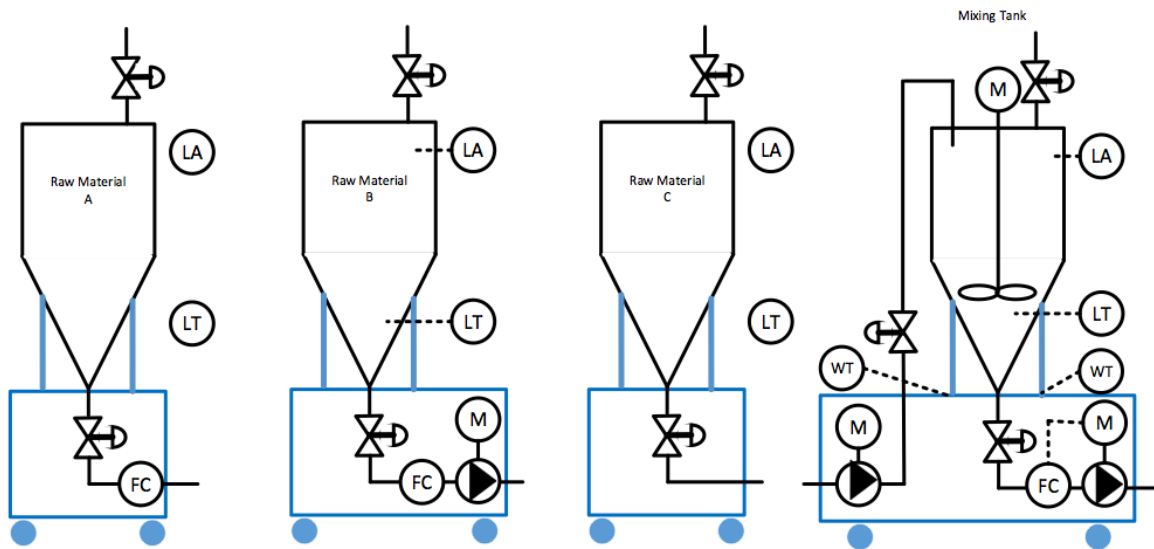 Mixing Tank
M
LA
Raw Material
A
LA
Raw Material
B
LA
Raw Material
C
LA
LT
LT
LT
LT
WT
WT
M
M
M
FC
FC
FC